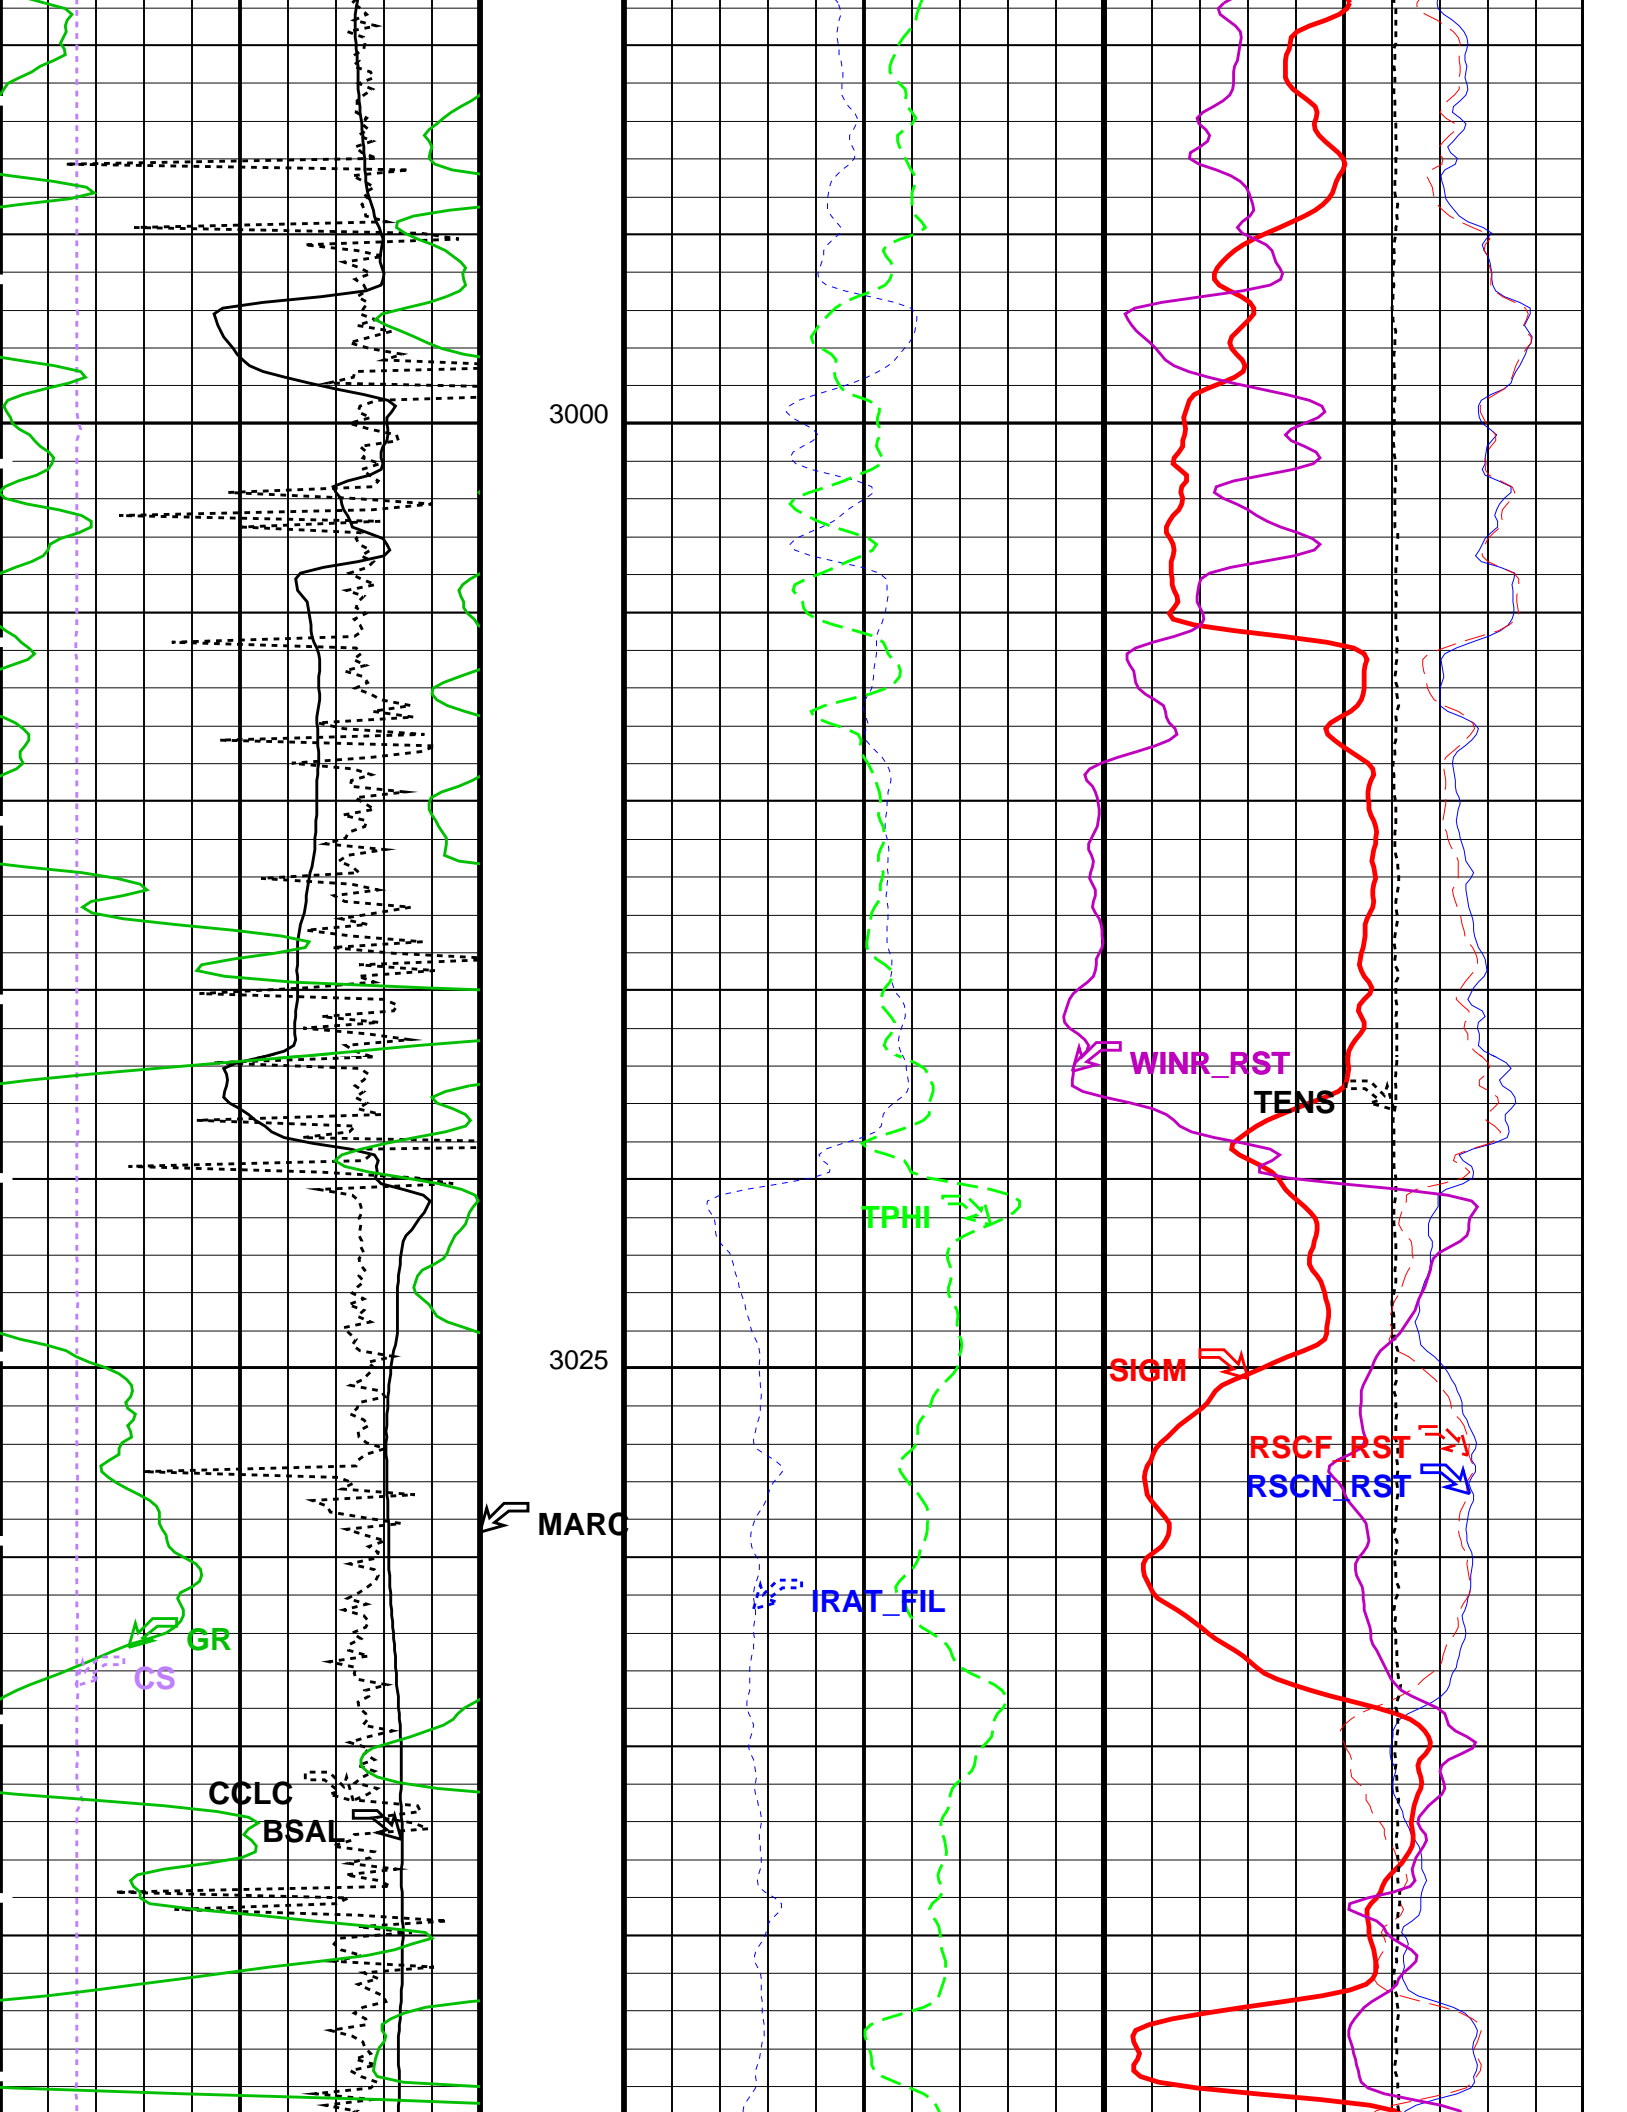 3000
WINR_RST
TENS
TPHI
3025
SIGM
RSCF_RST
RSCN_RST
MARC
IRAT_FIL
GR
CS
CCLC
BSAL